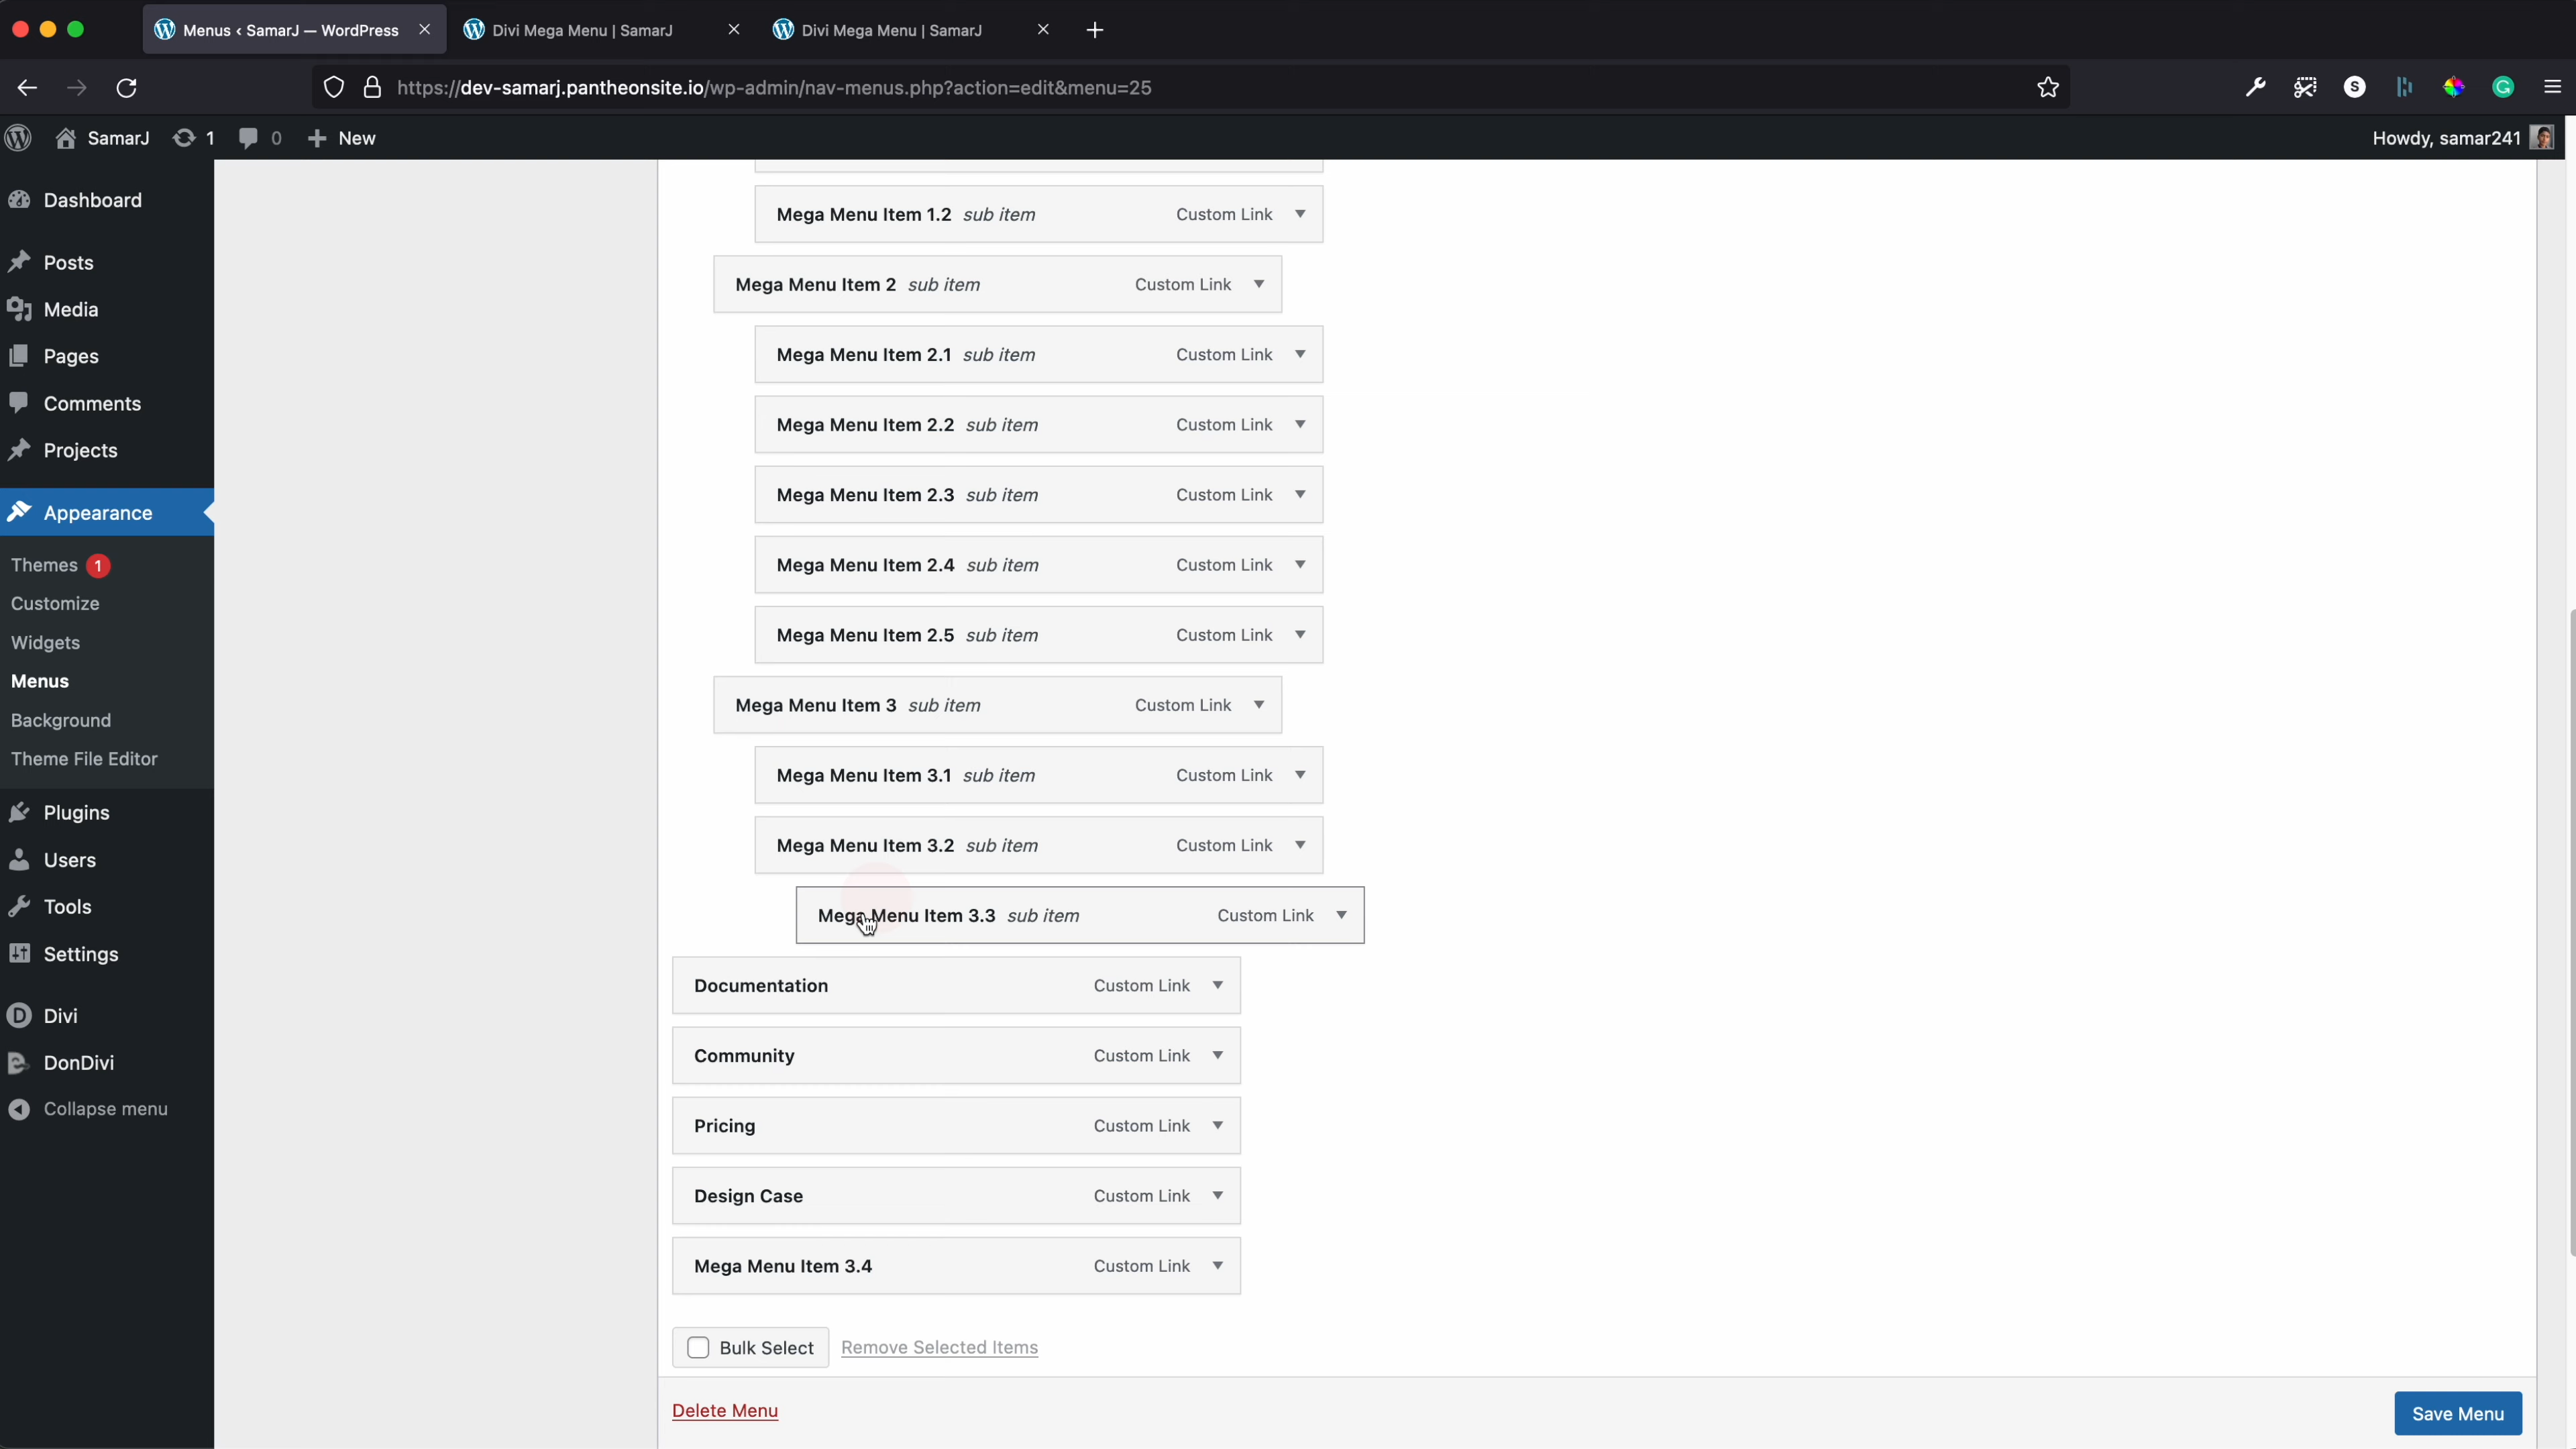 Menus ‹ SamarJ — WordPress
Divi Mega Menu | SamarJ
Divi Mega Menu | SamarJ
https://dev-samarj.pantheonsite.io/wp-admin/nav-menus.php?action=edit&menu=25
SamarJ 1 0 New
Howdy, samar241
Dashboard
Posts
Media
Pages
Comments
Projects
Appearance
Themes 1
Customize
Widgets
Menus
Background
Theme File Editor
Plugins
Users
Tools
Settings
Divi
DonDivi
Collapse menu
Mega Menu Item 1.2 sub item Custom Link
Mega Menu Item 2 sub item Custom Link
Mega Menu Item 2.1 sub item Custom Link
Mega Menu Item 2.2 sub item Custom Link
Mega Menu Item 2.3 sub item Custom Link
Mega Menu Item 2.4 sub item Custom Link
Mega Menu Item 2.5 sub item Custom Link
Mega Menu Item 3 sub item Custom Link
Mega Menu Item 3.1 sub item Custom Link
Mega Menu Item 3.2 sub item Custom Link
Mega Menu Item 3.3 sub item Custom Link
Documentation Custom Link
Community Custom Link
Pricing Custom Link
Design Case Custom Link
Mega Menu Item 3.4 Custom Link
Bulk Select Remove Selected Items
Delete Menu
Save Menu